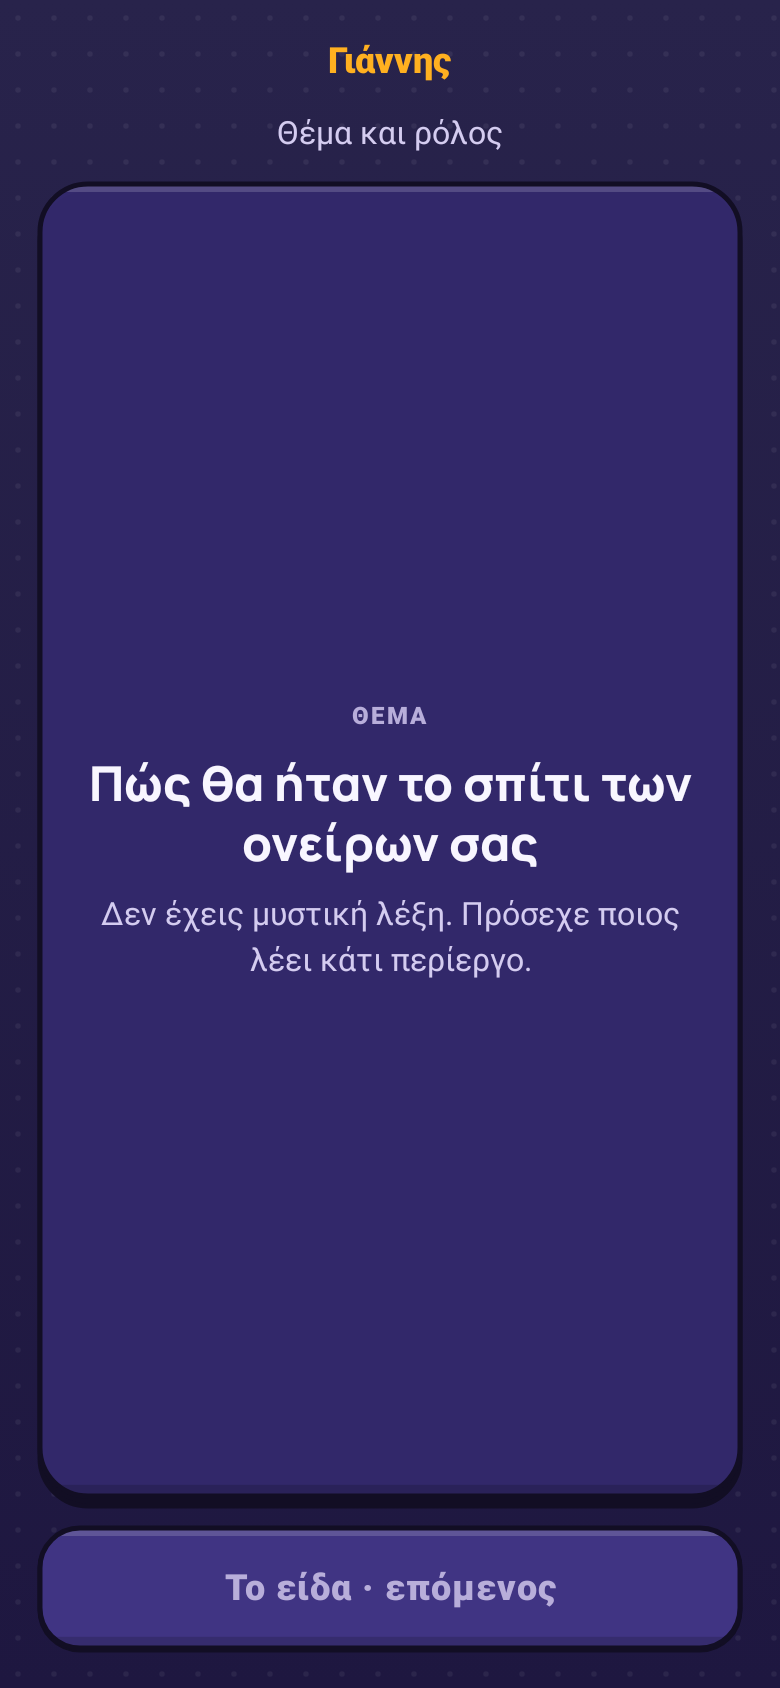 Γιάννης
Θέμα και ρόλος
ΘΕΜΑ
Πώς θα ήταν το σπίτι των
ονείρων σας
Δεν έχεις μυστική λέξη. Πρόσεχε ποιος
λέει κάτι περίεργο.
Το είδα · επόμενος